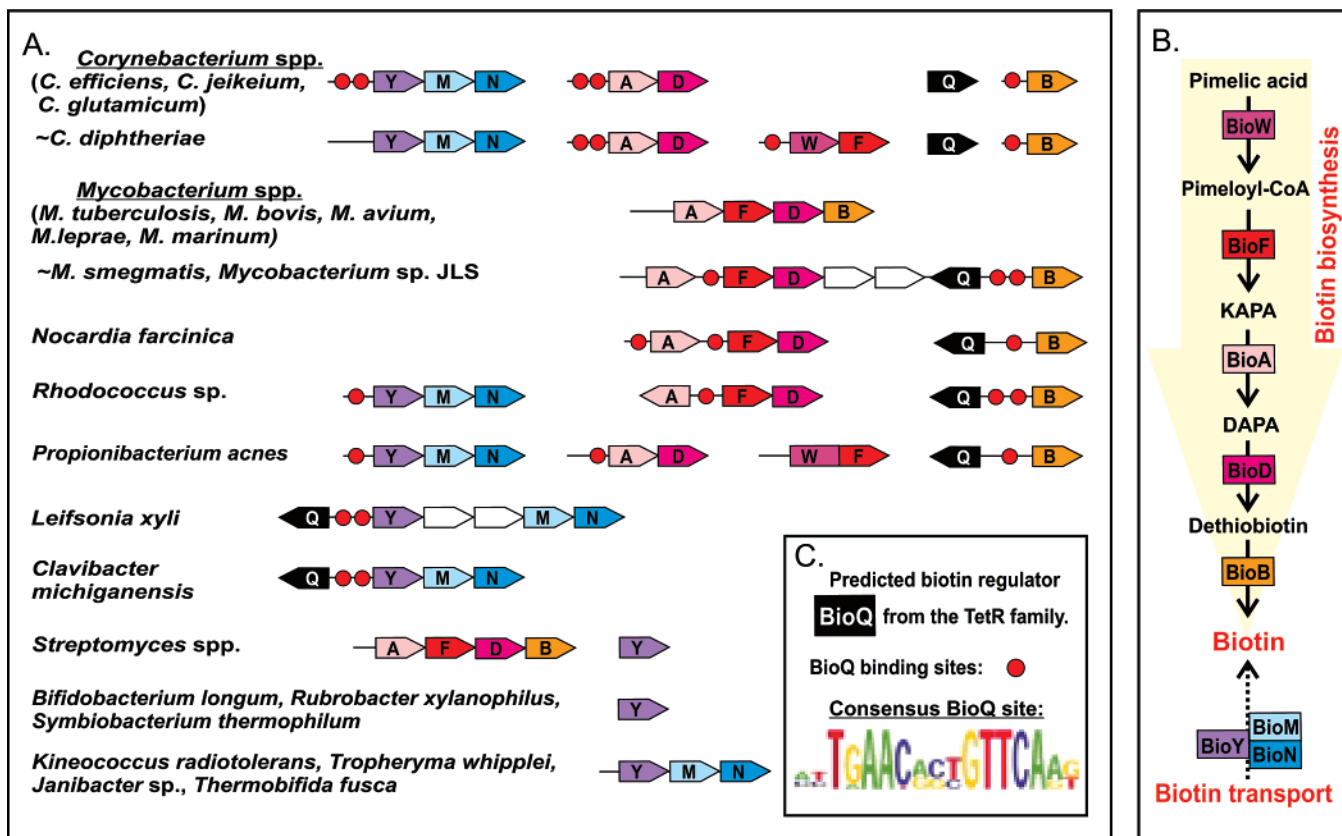 A.
Corynebacterium spp.
(C. efficiens, C. jeikeium,
C. glutamicum)
Y M N A D Q B
~C. diphtheriae
Y M N A D W F Q B
Mycobacterium spp.
(M. tuberculosis, M. bovis, M. avium,
M.leprae, M. marinum)
A F D B
~M. smegmatis, Mycobacterium sp. JLS
A F D Q B
Nocardia farcinica
A F D Q B
Rhodococcus sp.
Y M N A F D Q B
Propionibacterium acnes
Y M N A D W F Q B
Leifsonia xyli
Q Y M N
Clavibacter
michiganensis
Q Y M N
Streptomyces spp.
A F D B Y
Bifidobacterium longum, Rubrobacter xylanophilus,
Symbiobacterium thermophilum
Y
Kineococcus radiotolerans, Tropheryma whipplei,
Janibacter sp., Thermobifida fusca
Y M N
C.
Predicted biotin regulator
BioQ from the TetR family.
BioQ binding sites:
Consensus BioQ site:
TGAAC GTTCA
B.
Pimelic acid
BioW
Pimeloyl-CoA
BioF
KAPA
BioA
DAPA
BioD
Dethiobiotin
BioB
Biotin
BioY BioM
BioN
Biotin transport
Biotin biosynthesis